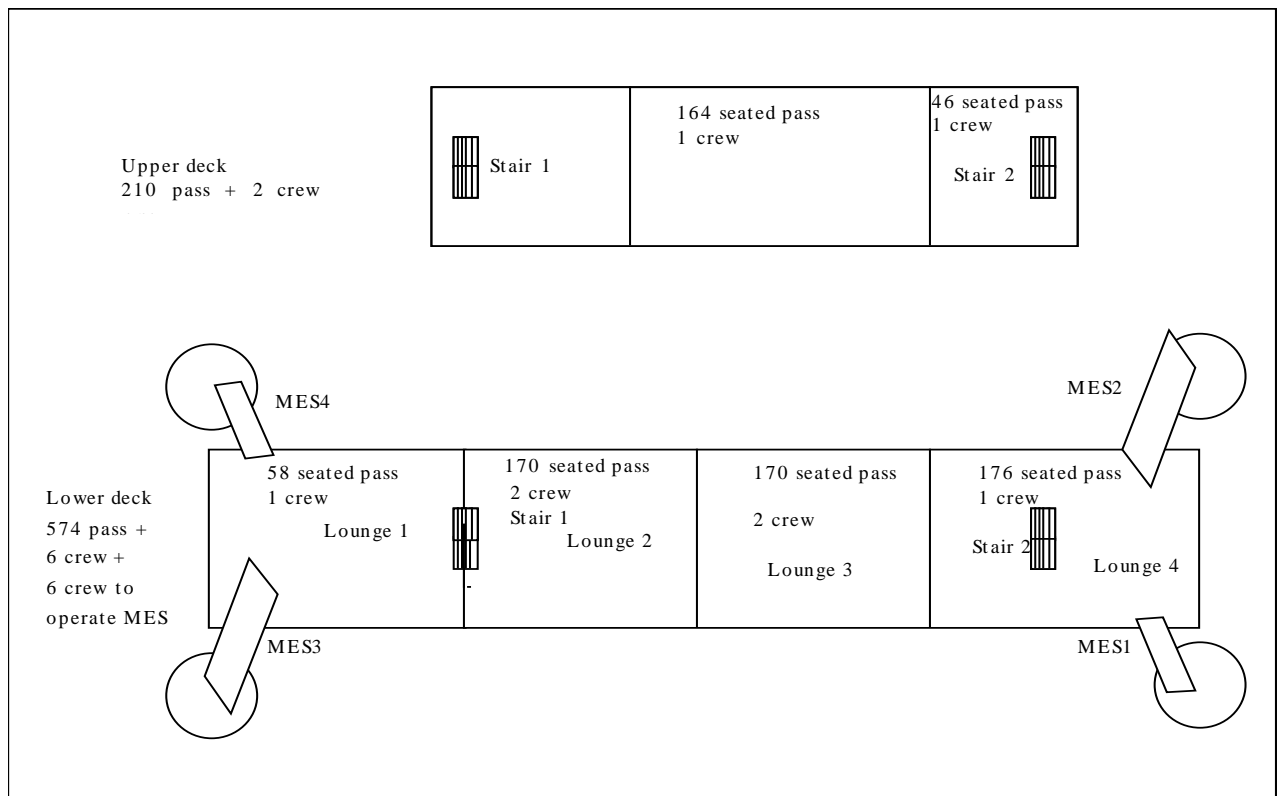 164 seated pass
1 crew
46 seated pass
1 crew
Stair 1
Stair 2
Upper deck
210 pass + 2 crew
MES4
MES2
58 seated pass
1 crew
Lounge 1
170 seated pass
2 crew
Stair 1
Lounge 2
170 seated pass
2 crew
Lounge 3
176 seated pass
1 crew
Stair 2
Lounge 4
Lower deck
574 pass +
6 crew +
6 crew to
operate MES
MES3
MES1